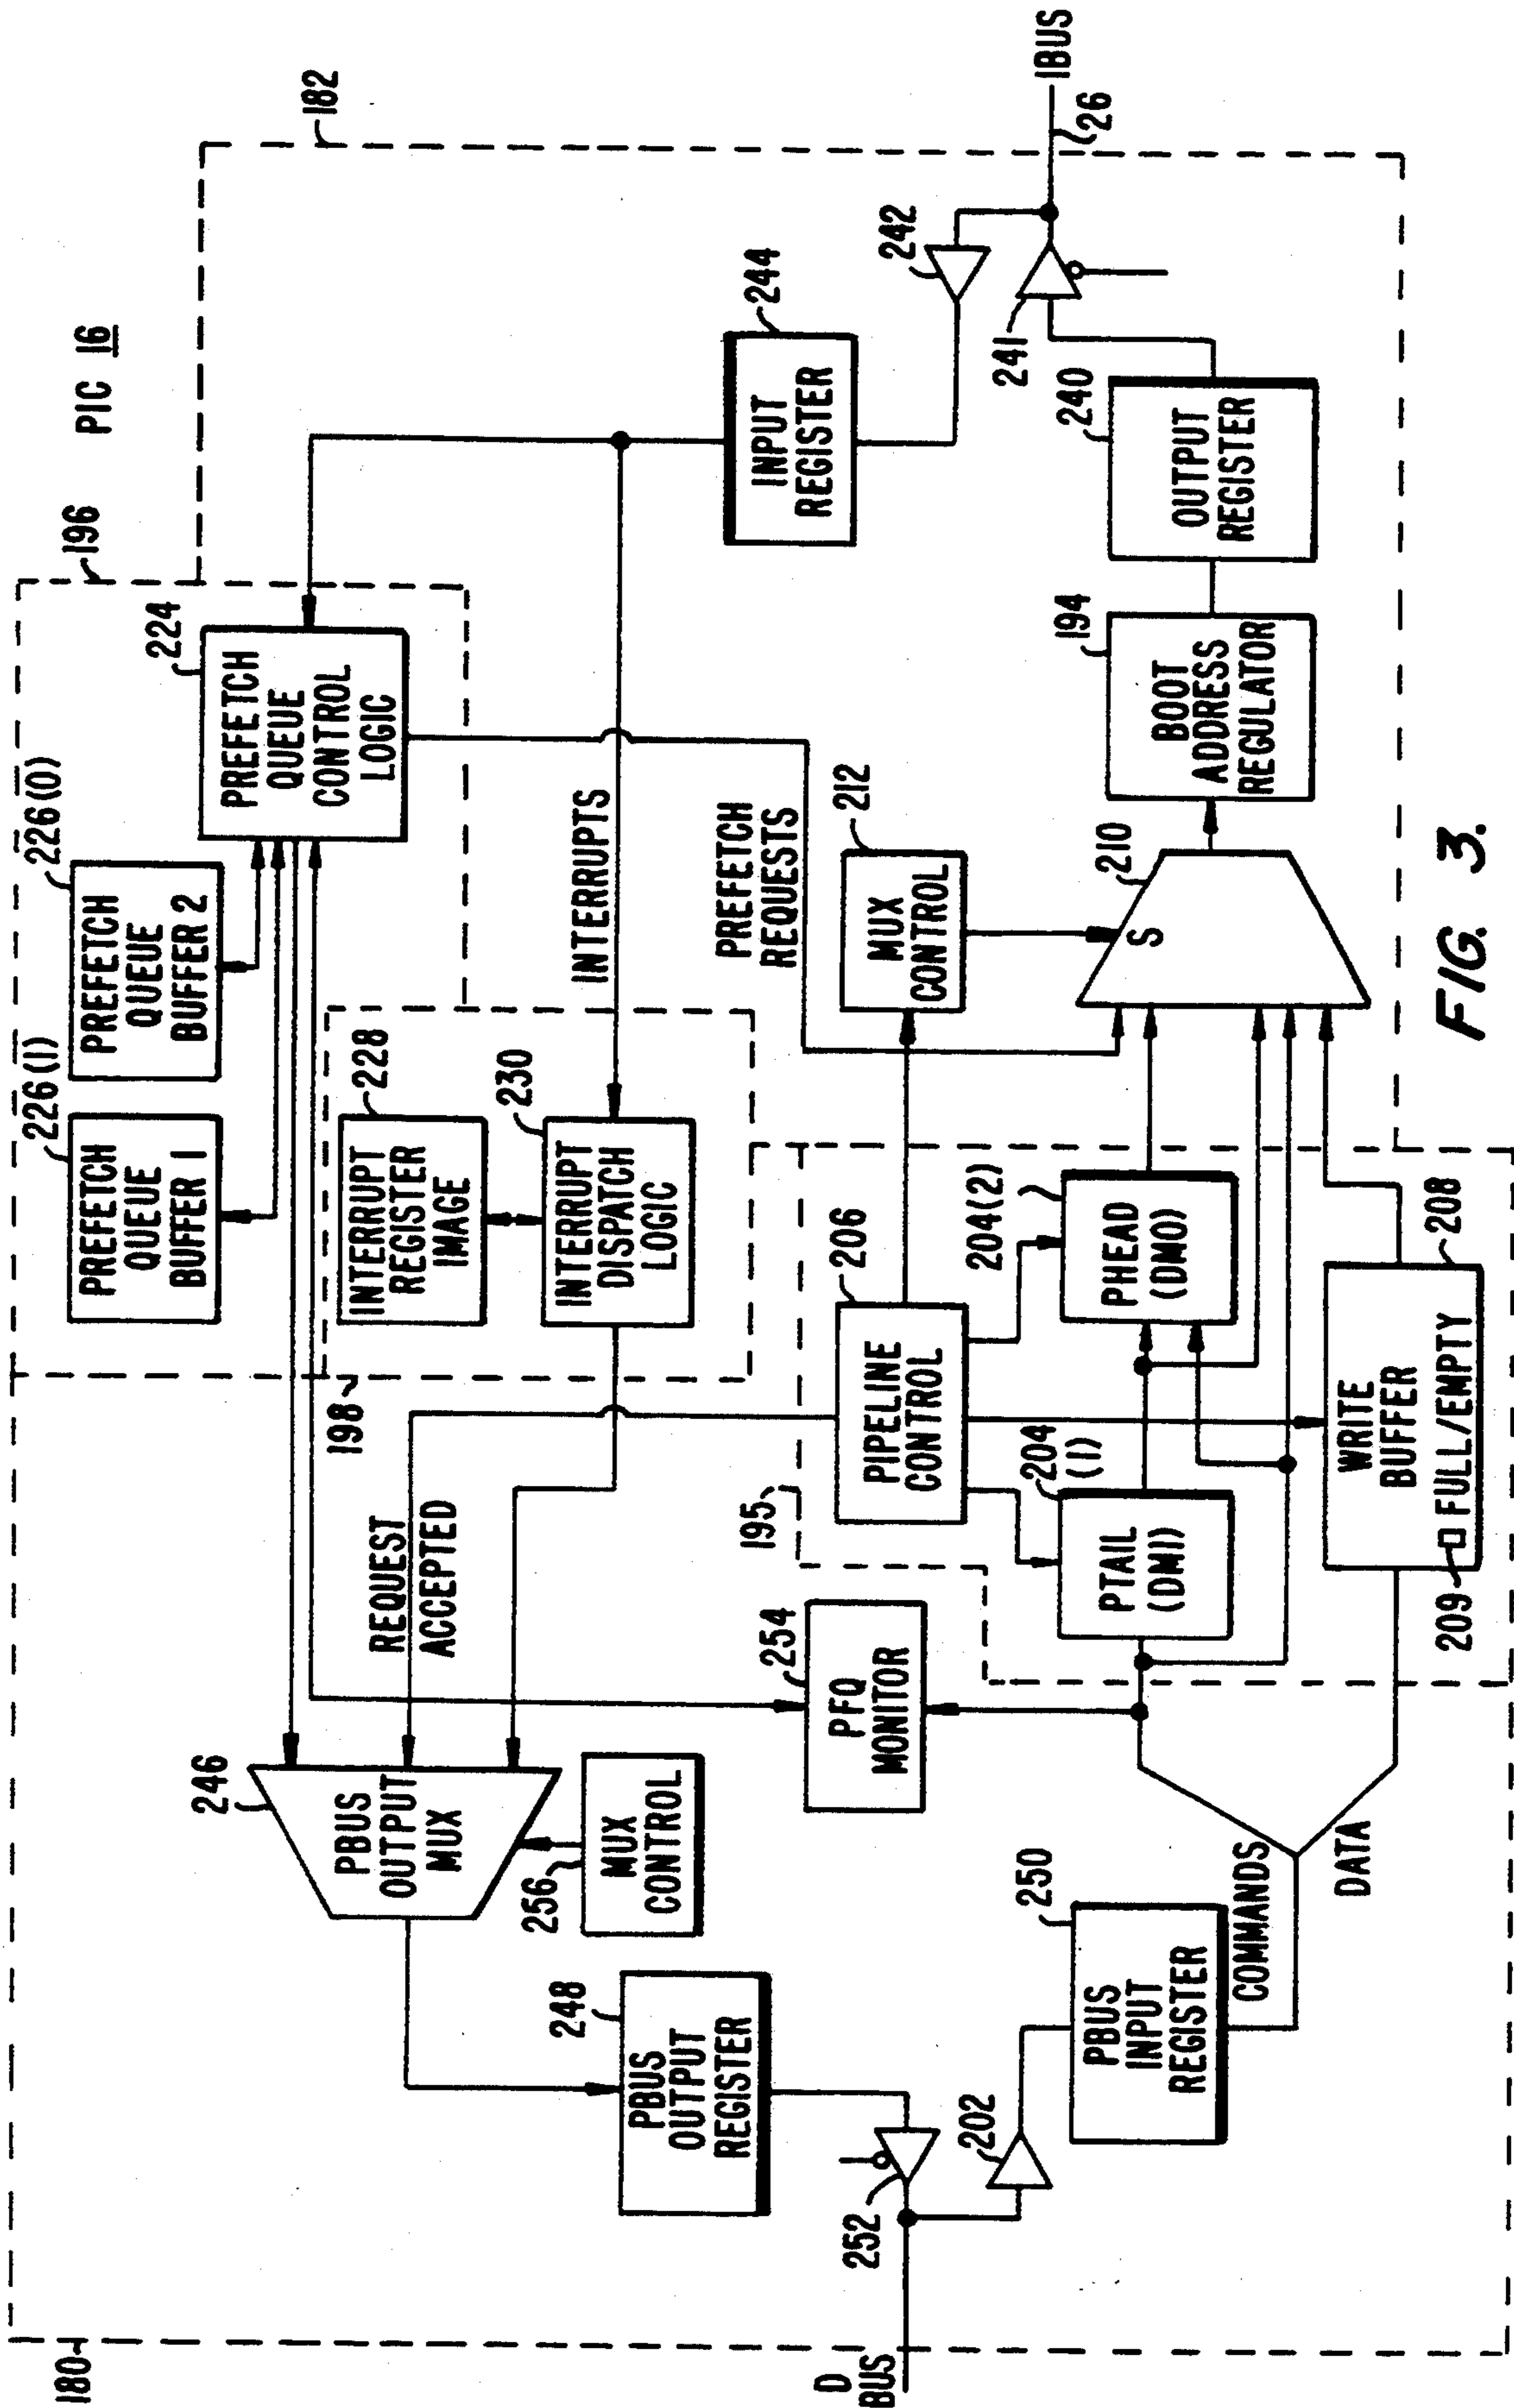 180
196
PIC 16
182
226(1)
226(0)
224
PREFETCH
QUEUE
BUFFER 1
PREFETCH
QUEUE
BUFFER 2
PREFETCH
QUEUE
CONTROL
LOGIC
246
PBUS
OUTPUT
MUX
198
228
INTERRUPT
REGISTER
IMAGE
REQUEST
ACCEPTED
230
INTERRUPT
DISPATCH
LOGIC
INTERRUPTS
256
MUX
CONTROL
248
PBUS
OUTPUT
REGISTER
244
INPUT
REGISTER
PREFETCH
REQUESTS
254
PFQ
MONITOR
195
206
PIPELINE
CONTROL
212
MUX
CONTROL
242
252
D
BUS
202
241
26
IBUS
250
PBUS
INPUT
REGISTER
COMMANDS
DATA
204
(1)
PTAIL
(DM1)
204(2)
PHEAD
(DM0)
210
S
194
BOOT
ADDRESS
REGULATOR
240
OUTPUT
REGISTER
WRITE
BUFFER
FULL/EMPTY
209
208
FIG. 3.